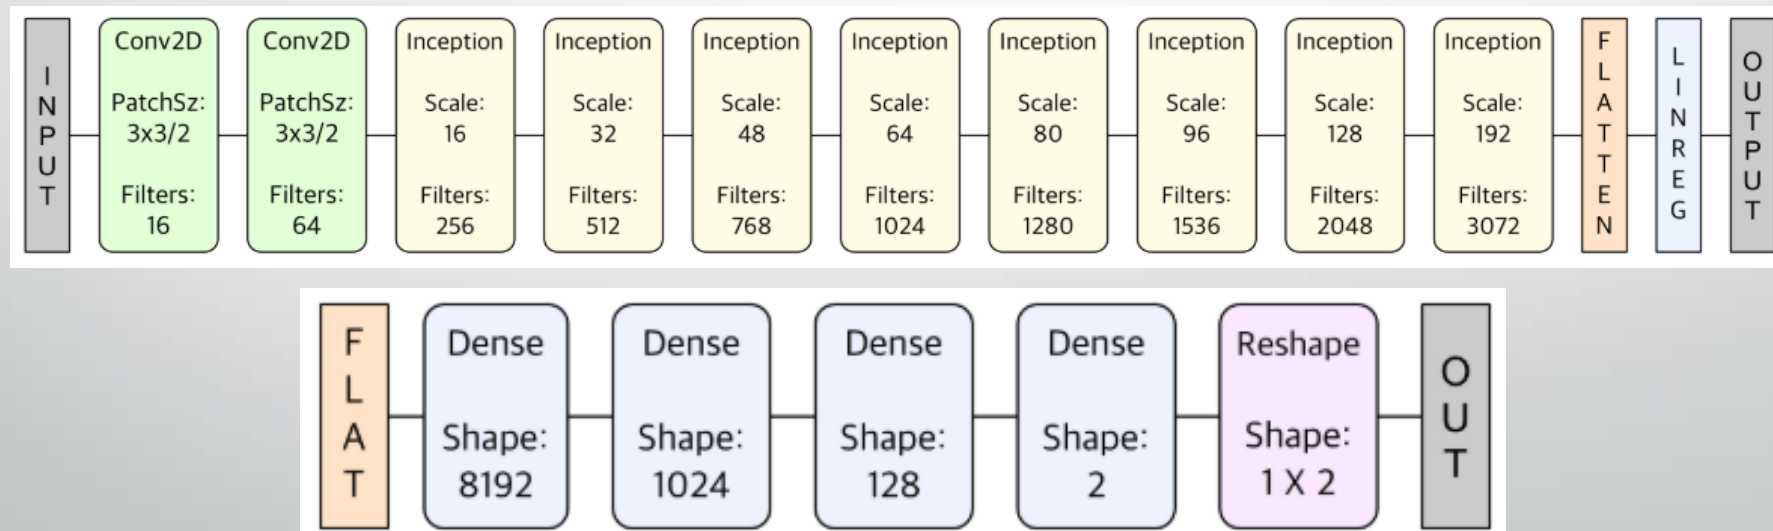 INPUT
Conv2D
PatchSz:
3x3/2
Filters:
16
Conv2D
PatchSz:
3x3/2
Filters:
64
Inception
Scale:
16
Filters:
256
Inception
Scale:
32
Filters:
512
Inception
Scale:
48
Filters:
768
Inception
Scale:
64
Filters:
1024
Inception
Scale:
80
Filters:
1280
Inception
Scale:
96
Filters:
1536
Inception
Scale:
128
Filters:
2048
Inception
Scale:
192
Filters:
3072
FLATTEN
LINREG
OUTPUT
FLAT
Dense
Shape:
8192
Dense
Shape:
1024
Dense
Shape:
128
Dense
Shape:
2
Reshape
Shape:
1 X 2
OUT